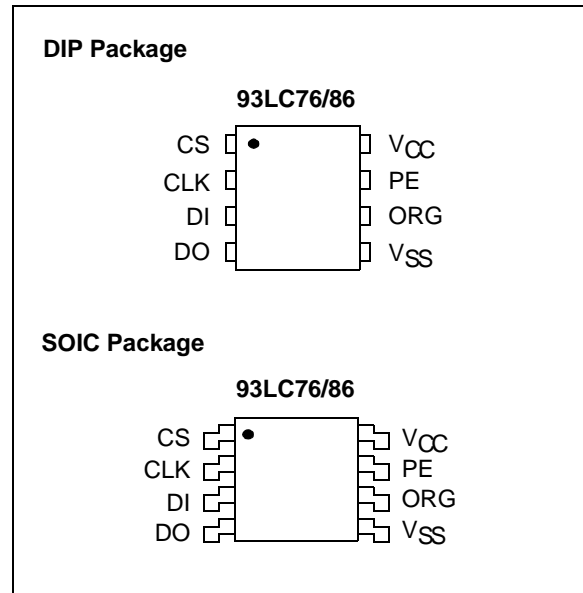 DIP Package
93LC76/86
CS VCC
CLK PE
DI ORG
DO VSS
SOIC Package
93LC76/86
CS VCC
CLK PE
DI ORG
DO VSS